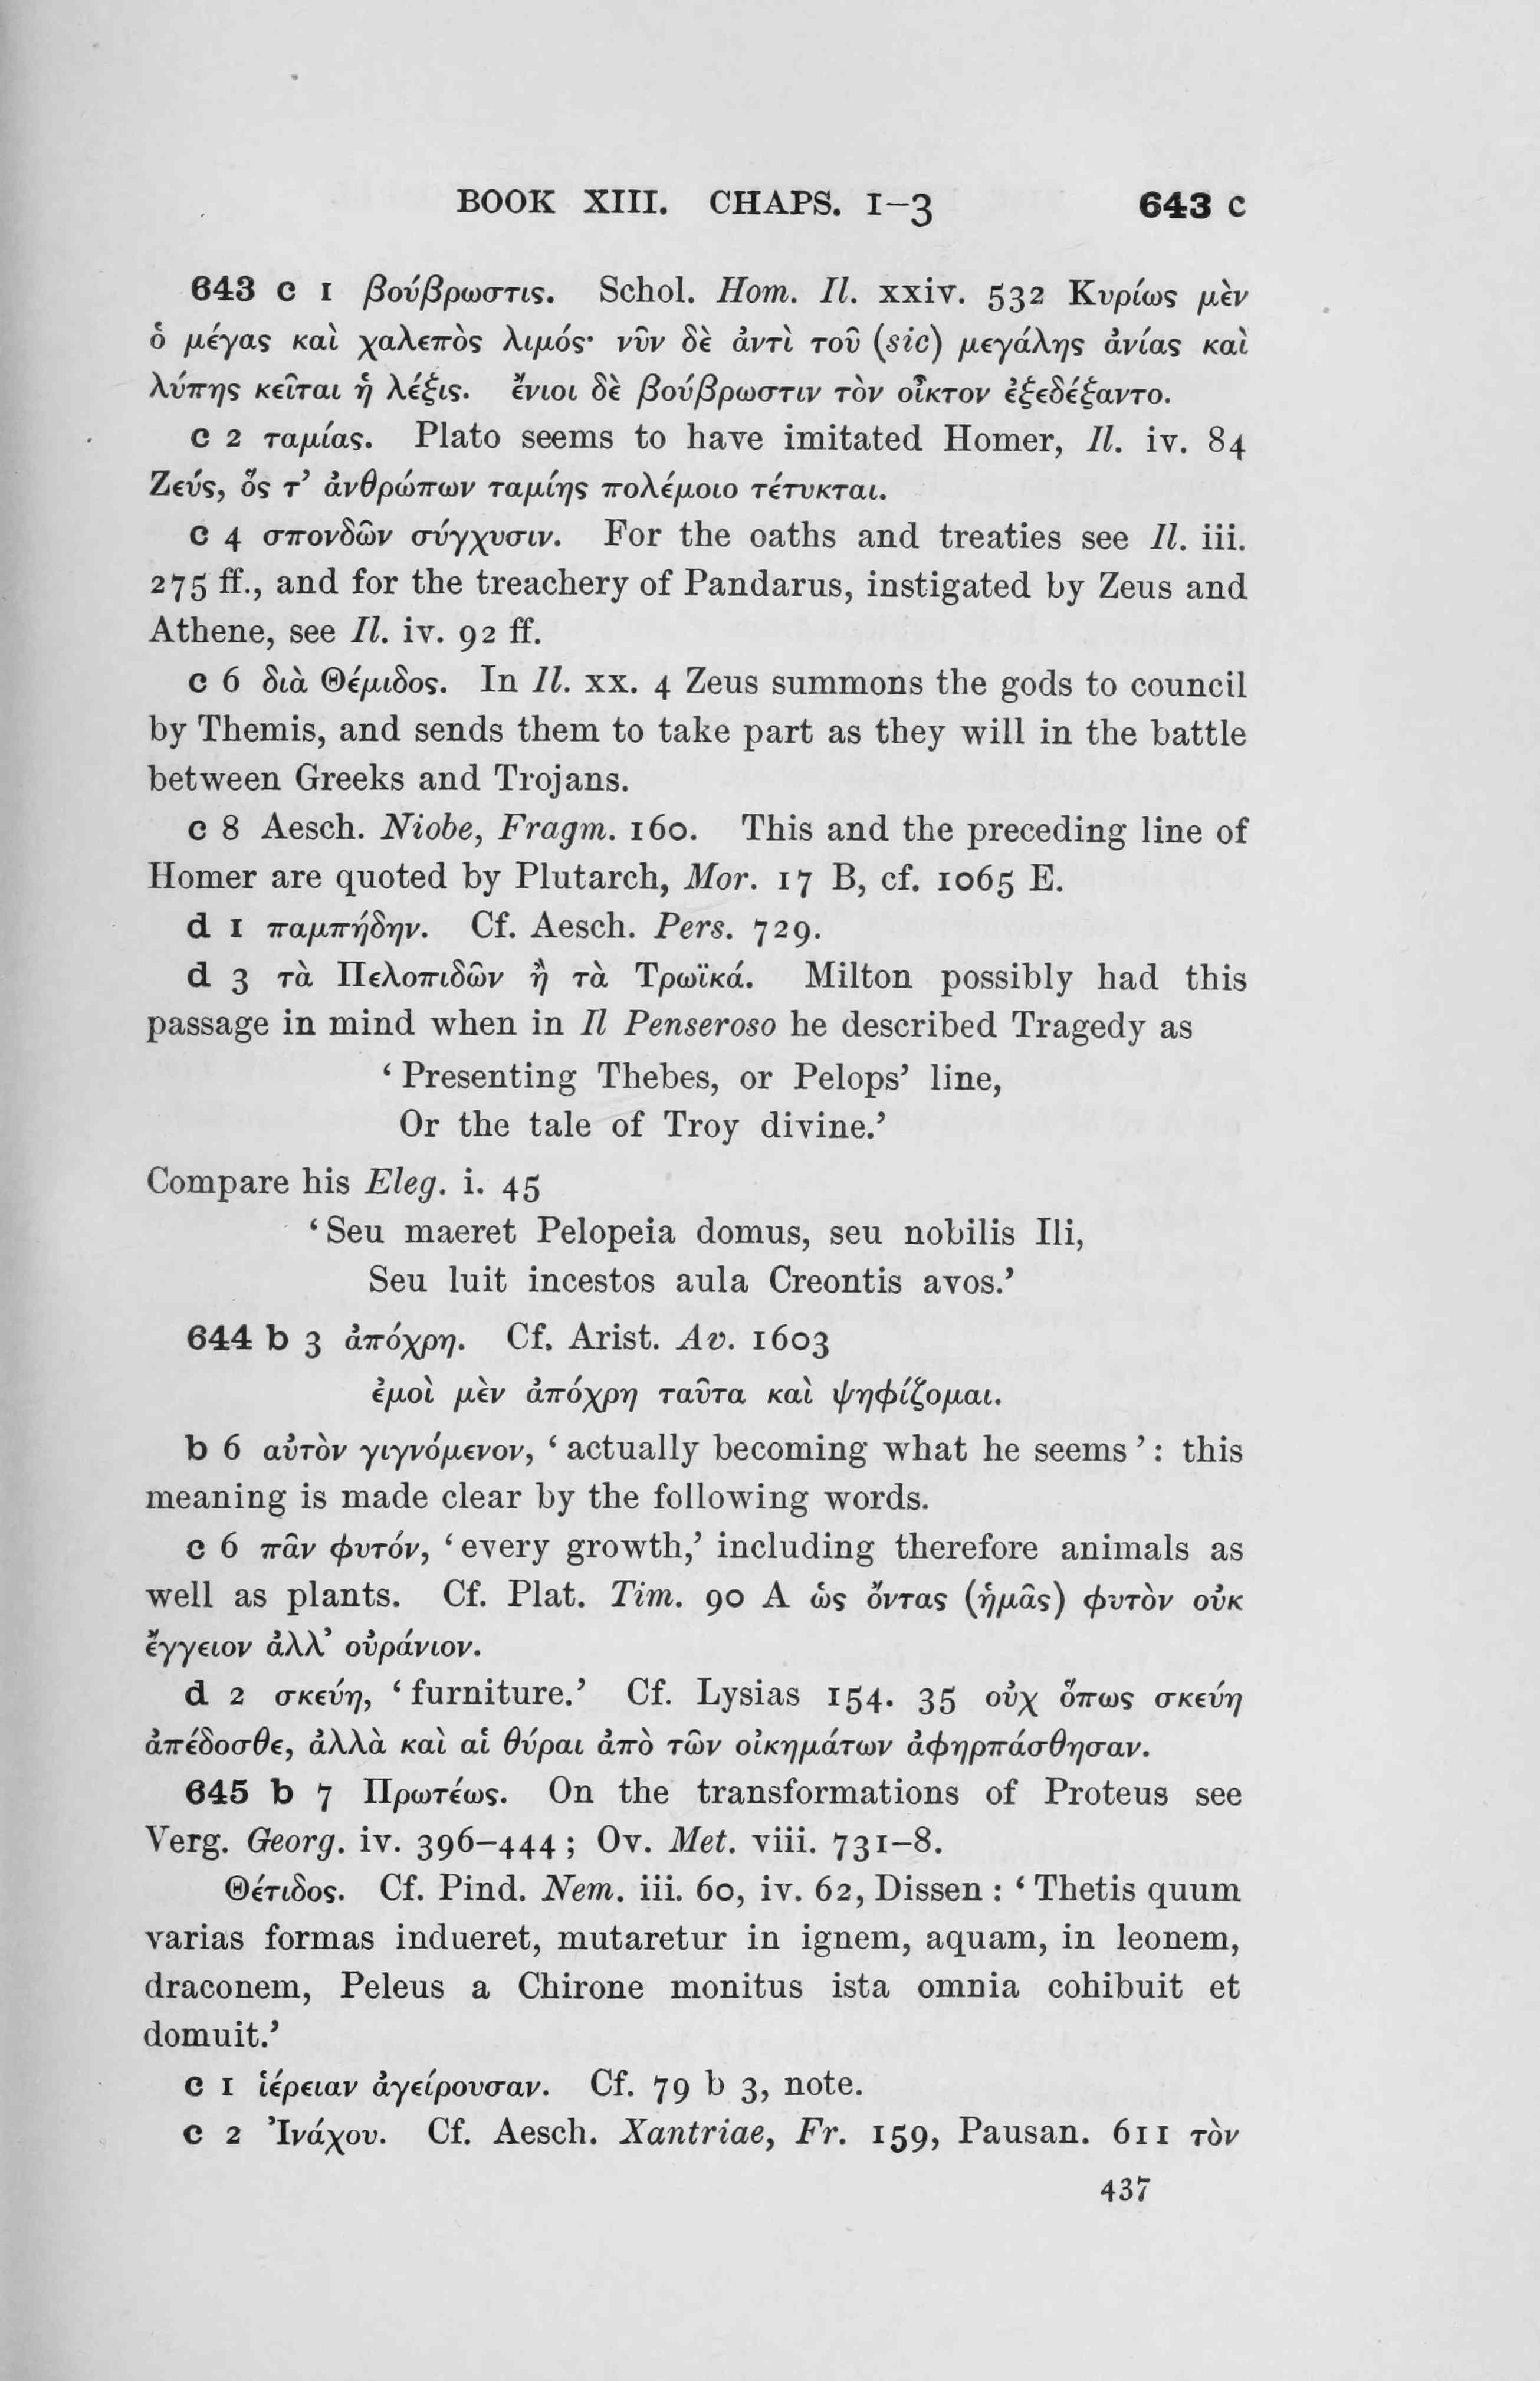 BOOK XIII. CHAPS. 1–3 643 c
643 c 1 βούβρωστις. Schol. Hom. Il. xxiv. 532 Κυρίως μὲν
ὁ μέγας καὶ χαλεπὸς λιμός· νῦν δὲ ἀντὶ τοῦ (sic) μεγάλης ἀνίας καὶ
λύπης κεῖται ἡ λέξις. ἔνιοι δὲ βούβρωστιν τὸν οἶκτον ἐξεδέξαντο.
c 2 ταμίας. Plato seems to have imitated Homer, Il. iv. 84
Ζεύς, ὅς τ’ ἀνθρώπων ταμίης πολέμοιο τέτυκται.
c 4 σπονδῶν σύγχυσιν. For the oaths and treaties see Il. iii.
275 ff., and for the treachery of Pandarus, instigated by Zeus and
Athene, see Il. iv. 92 ff.
c 6 διὰ Θέμιδος. In Il. xx. 4 Zeus summons the gods to council
by Themis, and sends them to take part as they will in the battle
between Greeks and Trojans.
c 8 Aesch. Niobe, Fragm. 160. This and the preceding line of
Homer are quoted by Plutarch, Mor. 17 B, cf. 1065 E.
d 1 παμπήδην. Cf. Aesch. Pers. 729.
d 3 τὰ Πελοπιδῶν ἢ τὰ Τρωϊκά. Milton possibly had this
passage in mind when in Il Penseroso he described Tragedy as
‘ Presenting Thebes, or Pelops’ line,
Or the tale of Troy divine.’
Compare his Eleg. i. 45
‘ Seu maeret Pelopeia domus, seu nobilis Ili,
Seu luit incestos aula Creontis avos.’
644 b 3 ἀπόχρη. Cf. Arist. Av. 1603
ἐμοὶ μὲν ἀπόχρη ταῦτα καὶ ψηφίζομαι.
b 6 αὐτὸν γιγνόμενον, ‘ actually becoming what he seems ’: this
meaning is made clear by the following words.
c 6 πᾶν φυτόν, ‘ every growth,’ including therefore animals as
well as plants. Cf. Plat. Tim. 90 A ὡς ὄντας (ἡμᾶς) φυτὸν οὐκ
ἔγγειον ἀλλ’ οὐράνιον.
d 2 σκεύη, ‘ furniture.’ Cf. Lysias 154. 35 οὐχ ὅπως σκεύη
ἀπέδοσθε, ἀλλὰ καὶ αἱ θύραι ἀπὸ τῶν οἰκημάτων ἀφηρπάσθησαν.
645 b 7 Πρωτέως. On the transformations of Proteus see
Verg. Georg. iv. 396–444; Ov. Met. viii. 731–8.
Θέτιδος. Cf. Pind. Nem. iii. 60, iv. 62, Dissen : ‘ Thetis quum
varias formas indueret, mutaretur in ignem, aquam, in leonem,
draconem, Peleus a Chirone monitus ista omnia cohibuit et
domuit.’
c 1 ἱέρειαν ἀγείρουσαν. Cf. 79 b 3, note.
c 2 Ἰνάχου. Cf. Aesch. Xantriae, Fr. 159, Pausan. 611 τὸν
437